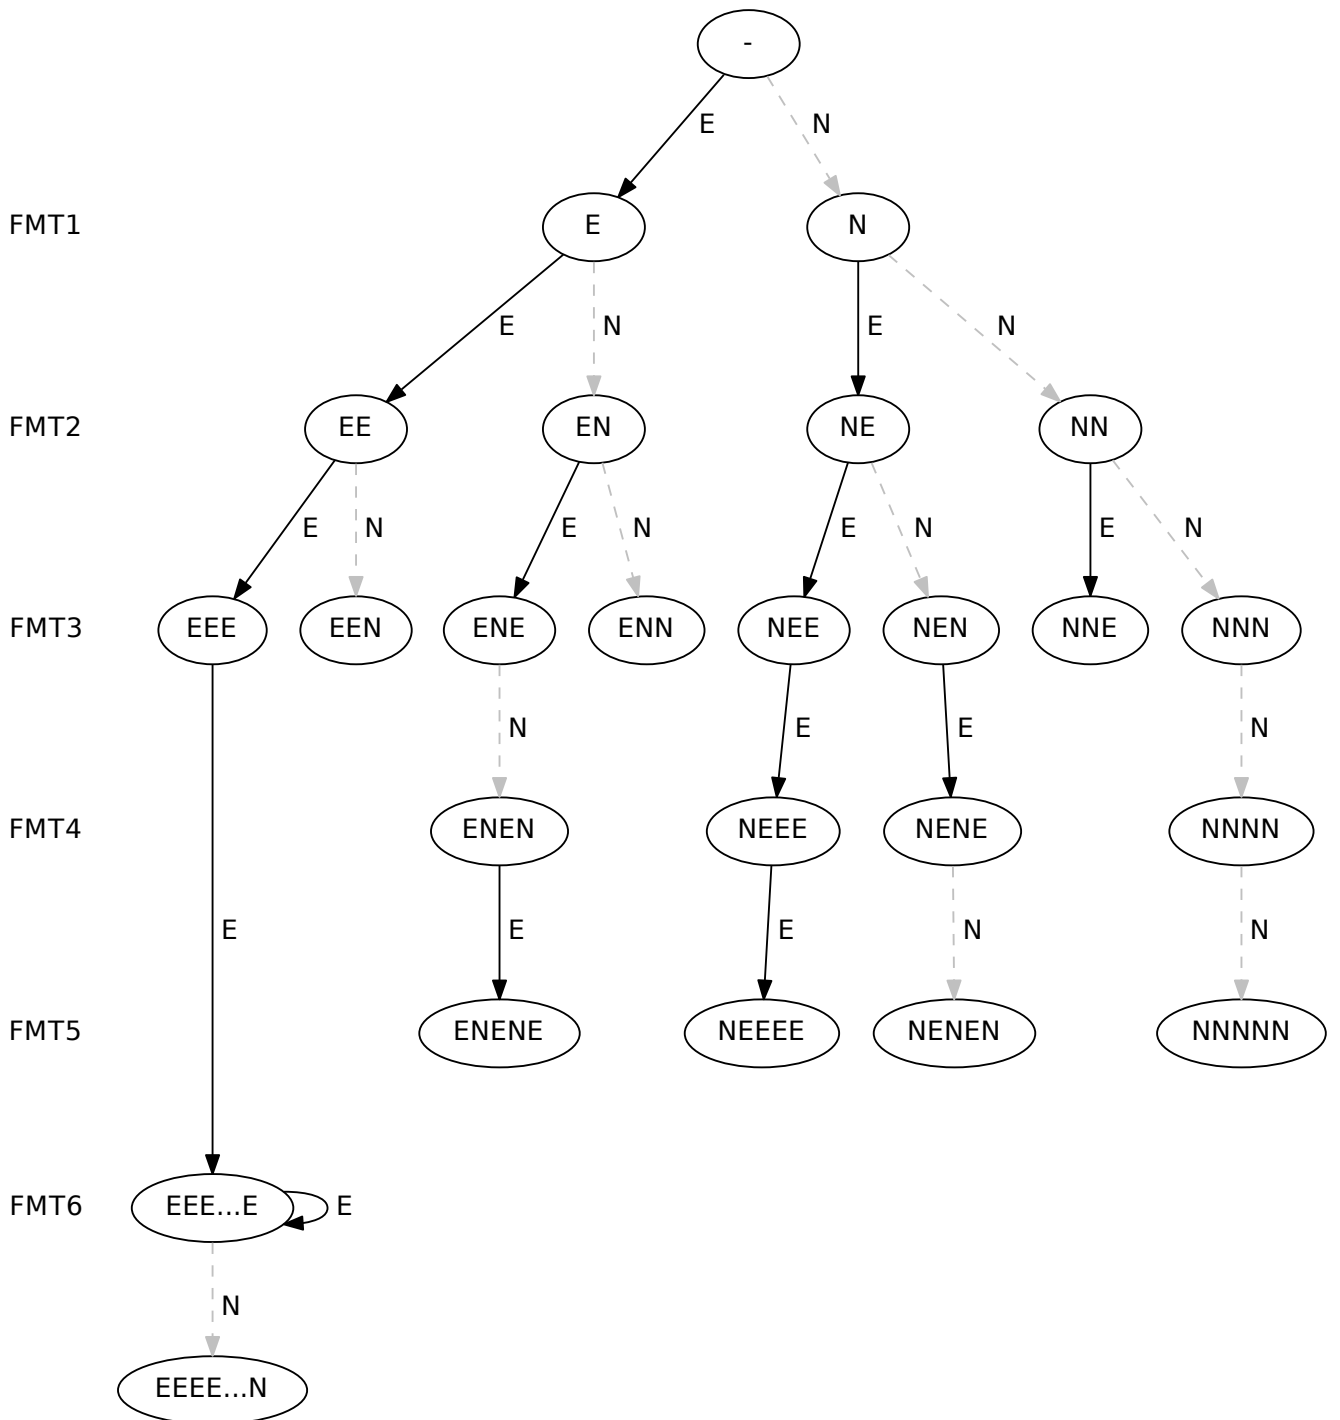 -
E N
FMT1 E N
E N E N
FMT2 EE EN NE NN
E N E N E N E N
FMT3 EEE EEN ENE ENN NEE NEN NNE NNN
N E E N
FMT4 ENEN NEEE NENE NNNN
E E E N N
FMT5 ENENE NEEEE NENEN NNNNN
FMT6 EEE...E E
N
EEEE...N